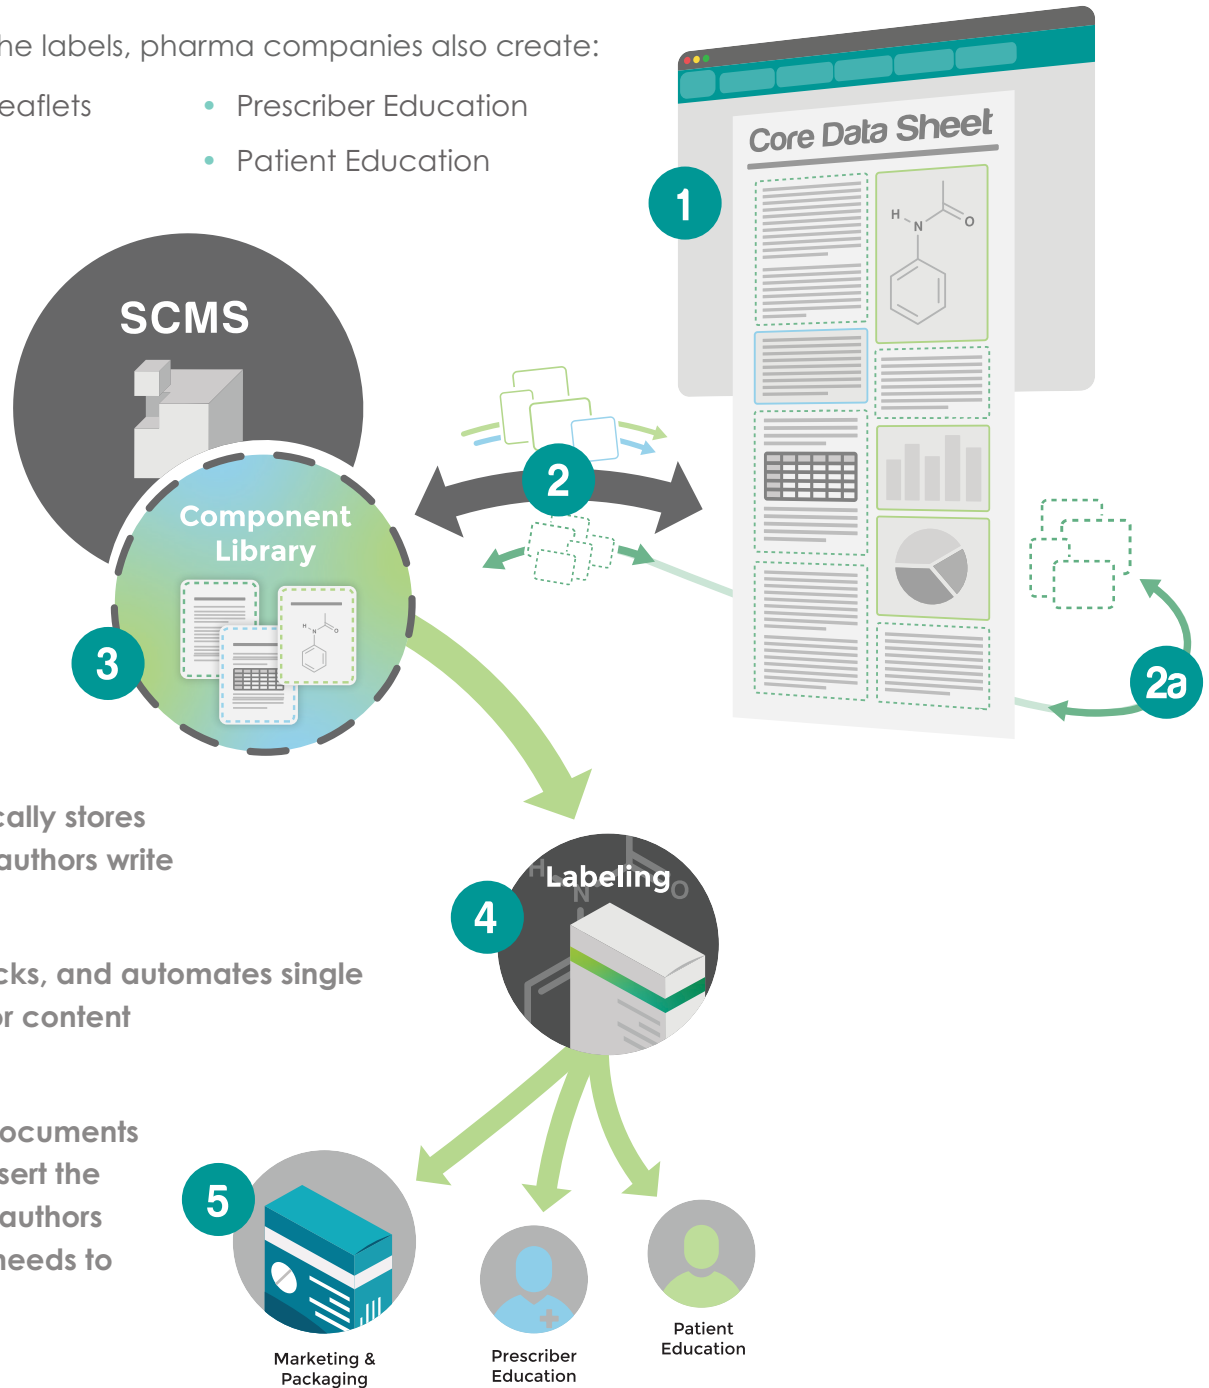 he labels, pharma companies also create:
eaflets
• Prescriber Education
• Patient Education
Core Data Sheet
1
H
N
O
SCMS
2
Component
Library
H
N
O
3
2a
cally stores
authors write
Labeling
H
N
O
4
cks, and automates single
or content
ocuments
sert the
authors
needs to
5
Marketing &
Packaging
Prescriber
Education
Patient
Education